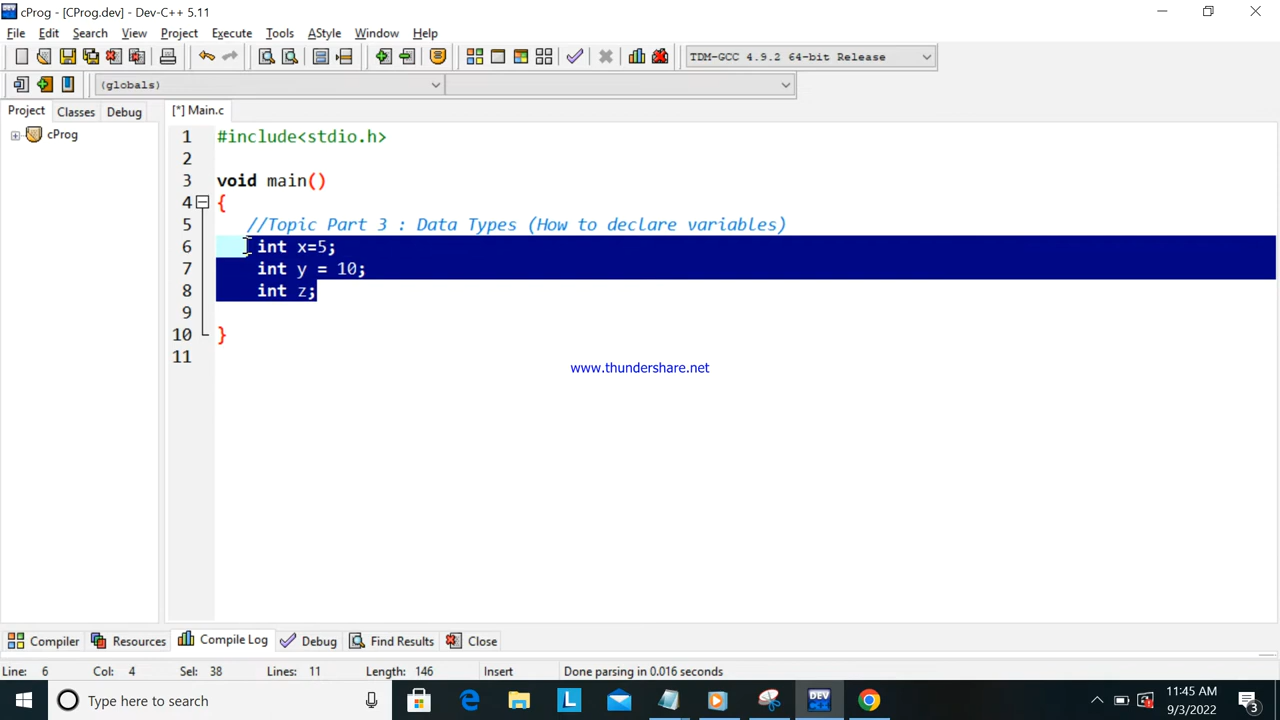 cProg - [CProg.dev] - Dev-C++ 5.11
File Edit Search View Project Execute Tools AStyle Window Help
TDM-GCC 4.9.2 64-bit Release
(globals)
Project Classes Debug
[*] Main.c
cProg
1 #include<stdio.h>
2
3 void main()
4 {
5 //Topic Part 3 : Data Types (How to declare variables)
6 int x=5;
7 int y = 10;
8 int z;
9
10 }
11
www.thundershare.net
Compiler Resources Compile Log Debug Find Results Close
Line: 6 Col: 4 Sel: 38 Lines: 11 Length: 146 Insert Done parsing in 0.016 seconds
Type here to search
DEV
L
11:45 AM
9/3/2022
3